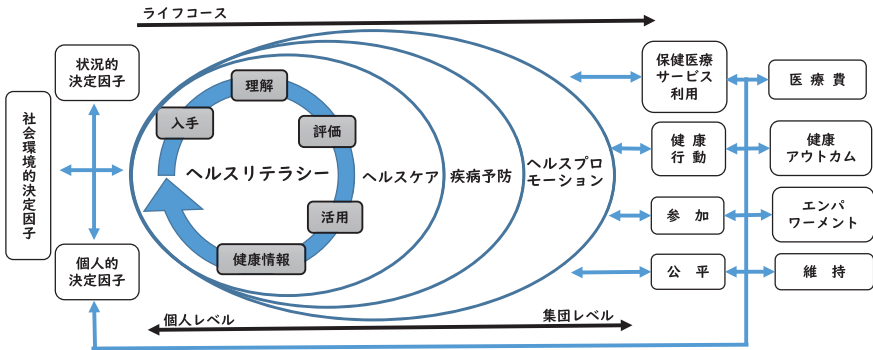 ライフコース
状況的
決定因子
社会環境的決定因子
個人的
決定因子
理解
入手
評価
ヘルスリテラシー
活用
健康情報
ヘルスケア
疾病予防
ヘルスプロ
モーション
保健医療
サービス
利用
医療費
健康
行動
健康
アウトカム
参加
エンパ
ワーメント
公平
維持
個人レベル
集団レベル